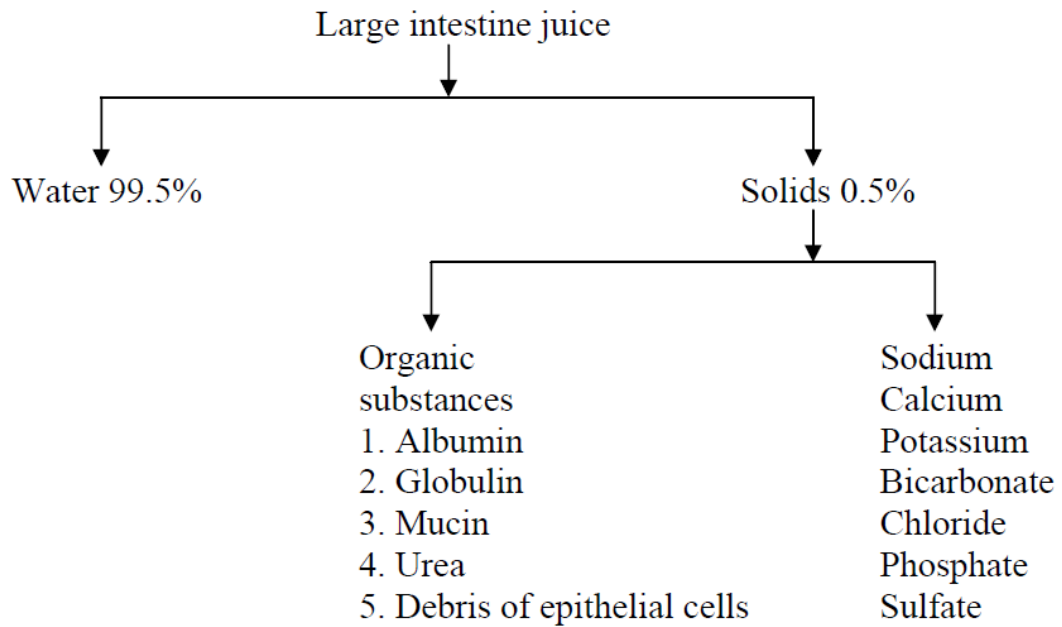 Large intestine juice
Water 99.5%
Solids 0.5%
Organic
substances
1. Albumin
2. Globulin
3. Mucin
4. Urea
5. Debris of epithelial cells
Sodium
Calcium
Potassium
Bicarbonate
Chloride
Phosphate
Sulfate